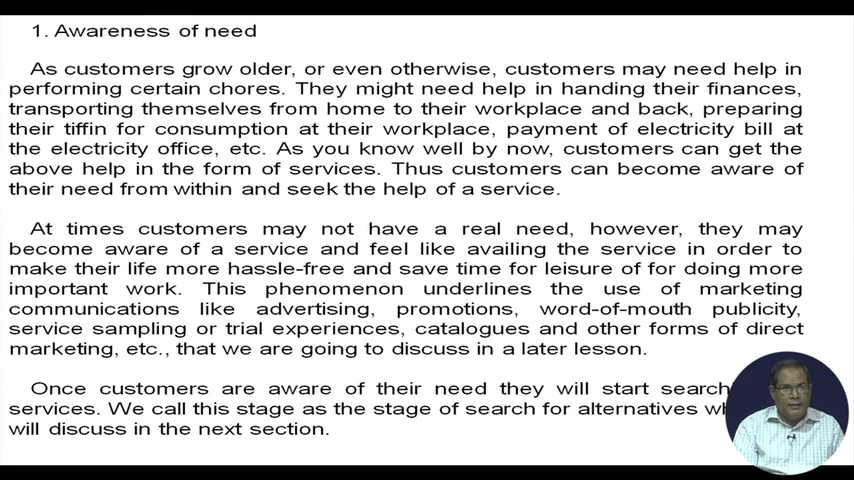 1. Awareness of need
As customers grow older, or even otherwise, customers may need help in
performing certain chores. They might need help in handing their finances,
transporting themselves from home to their workplace and back, preparing
their tiffin for consumption at their workplace, payment of electricity bill at
the electricity office, etc. As you know well by now, customers can get the
above help in the form of services. Thus customers can become aware of
their need from within and seek the help of a service.
At times customers may not have a real need, however, they may
become aware of a service and feel like availing the service in order to
make their life more hassle-free and save time for leisure of for doing more
important work. This phenomenon underlines the use of marketing
communications like advertising, promotions, word-of-mouth publicity,
service sampling or trial experiences, catalogues and other forms of direct
marketing, etc., that we are going to discuss in a later lesson.
Once customers are aware of their need they will start search
services. We call this stage as the stage of search for alternatives
will discuss in the next section.